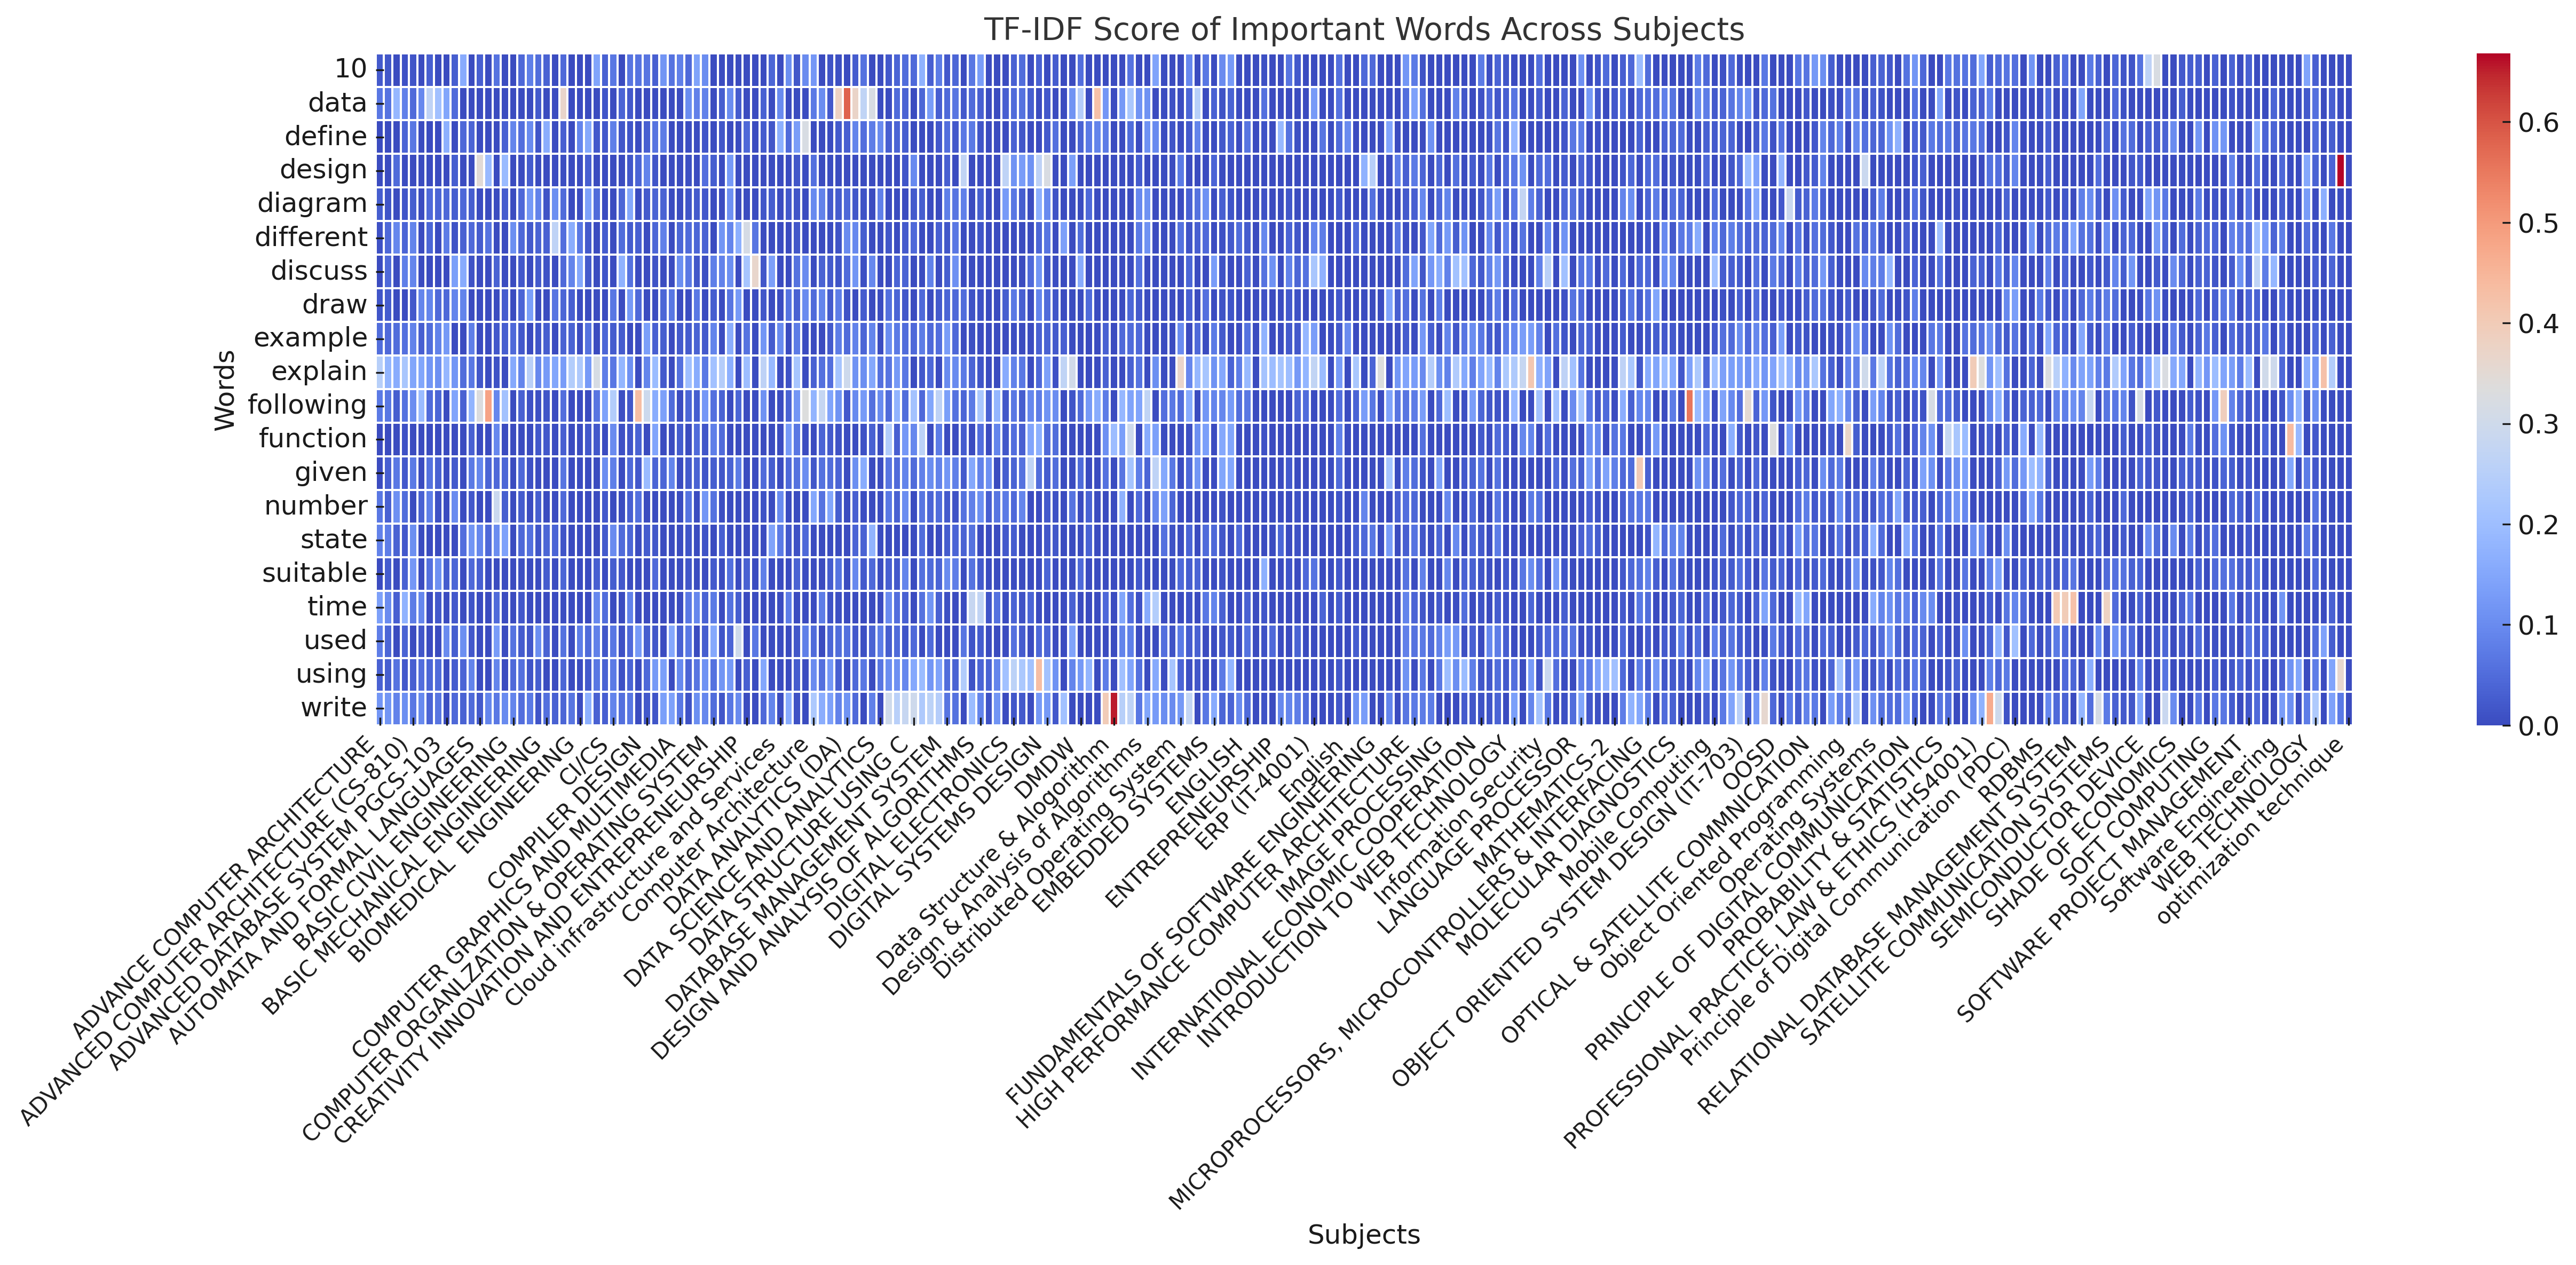 TF-IDF Score of Important Words Across Subjects
Words
10
data
define
design
diagram
different
discuss
draw
example
explain
following
function
given
number
state
suitable
time
used
using
write
0.6
0.5
0.4
0.3
0.2
0.1
0.0
ADVANCE COMPUTER ARCHITECTURE
ADVANCED COMPUTER ARCHITECTURE (CS-810)
ADVANCED DATABASE SYSTEM PGCS-103
AUTOMATA AND FORMAL LANGUAGES
BASIC CIVIL ENGINEERING
BASIC MECHANICAL ENGINEERING
BIOMEDICAL ENGINEERING
CI/CS
COMPILER DESIGN
COMPUTER GRAPHICS AND MULTIMEDIA
COMPUTER ORGANLZATION & OPERATING SYSTEM
CREATIVITY INNOVATION AND ENTREPRENEURSHIP
Cloud infrastructure and Services
Computer Architecture
DATA ANALYTICS (DA)
DATA SCIENCE AND ANALYTICS
DATA STRUCTURE USING C
DATABASE MANAGEMENT SYSTEM
DESIGN AND ANALYSIS OF ALGORITHMS
DIGITAL ELECTRONICS
DIGITAL SYSTEMS DESIGN
DMDW
Data Structure & Alogorithm
Design & Analysis of Algorithms
Distributed Operating System
EMBEDDED SYSTEMS
ENGLISH
ENTREPRENEURSHIP
ERP (IT-4001)
English
FUNDAMENTALS OF SOFTWARE ENGINEERING
HIGH PERFORMANCE COMPUTER ARCHITECTURE
IMAGE PROCESSING
INTERNATIONAL ECONOMIC COOPERATION
INTRODUCTION TO WEB TECHNOLOGY
Information Security
LANGUAGE PROCESSOR
MATHEMATICS-2
MICROPROCESSORS, MICROCONTROLLERS & INTERFACING
MOLECULAR DIAGNOSTICS
Mobile Computing
OBJECT ORIENTED SYSTEM DESIGN (IT-703)
OOSD
OPTICAL & SATELLITE COMMNICATION
Object Oriented Programming
Operating Systems
PRINCIPLE OF DIGITAL COMMUNICATION
PROBABILITY & STATISTICS
PROFESSIONAL PRACTICE, LAW & ETHICS (HS4001)
Principle of Digital Communication (PDC)
RDBMS
RELATIONAL DATABASE MANAGEMENT SYSTEM
SATELLITE COMMUNICATION SYSTEMS
SEMICONDUCTOR DEVICE
SHADE OF ECONOMICS
SOFT COMPUTING
SOFTWARE PROJECT MANAGEMENT
Software Engineering
WEB TECHNOLOGY
optimization technique
Subjects